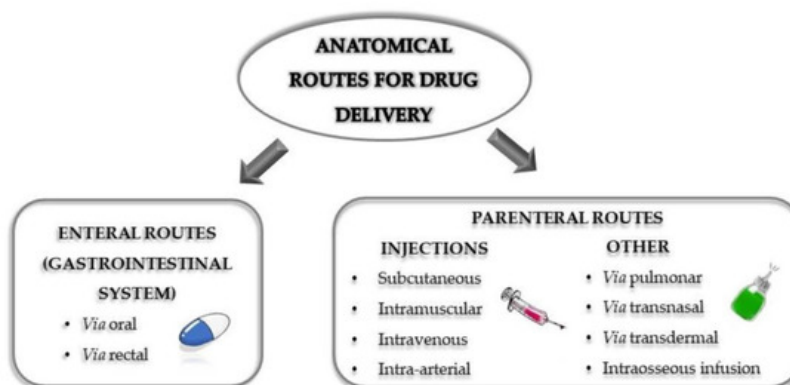 ANATOMICAL
ROUTES FOR DRUG
DELIVERY
ENTERAL ROUTES
(GASTROINTESTINAL
SYSTEM)
• Via oral
• Via rectal
PARENTERAL ROUTES
INJECTIONS
• Subcutaneous
• Intramuscular
• Intravenous
• Intra-arterial
OTHER
• Via pulmonar
• Via transnasal
• Via transdermal
• Intraosseous infusion